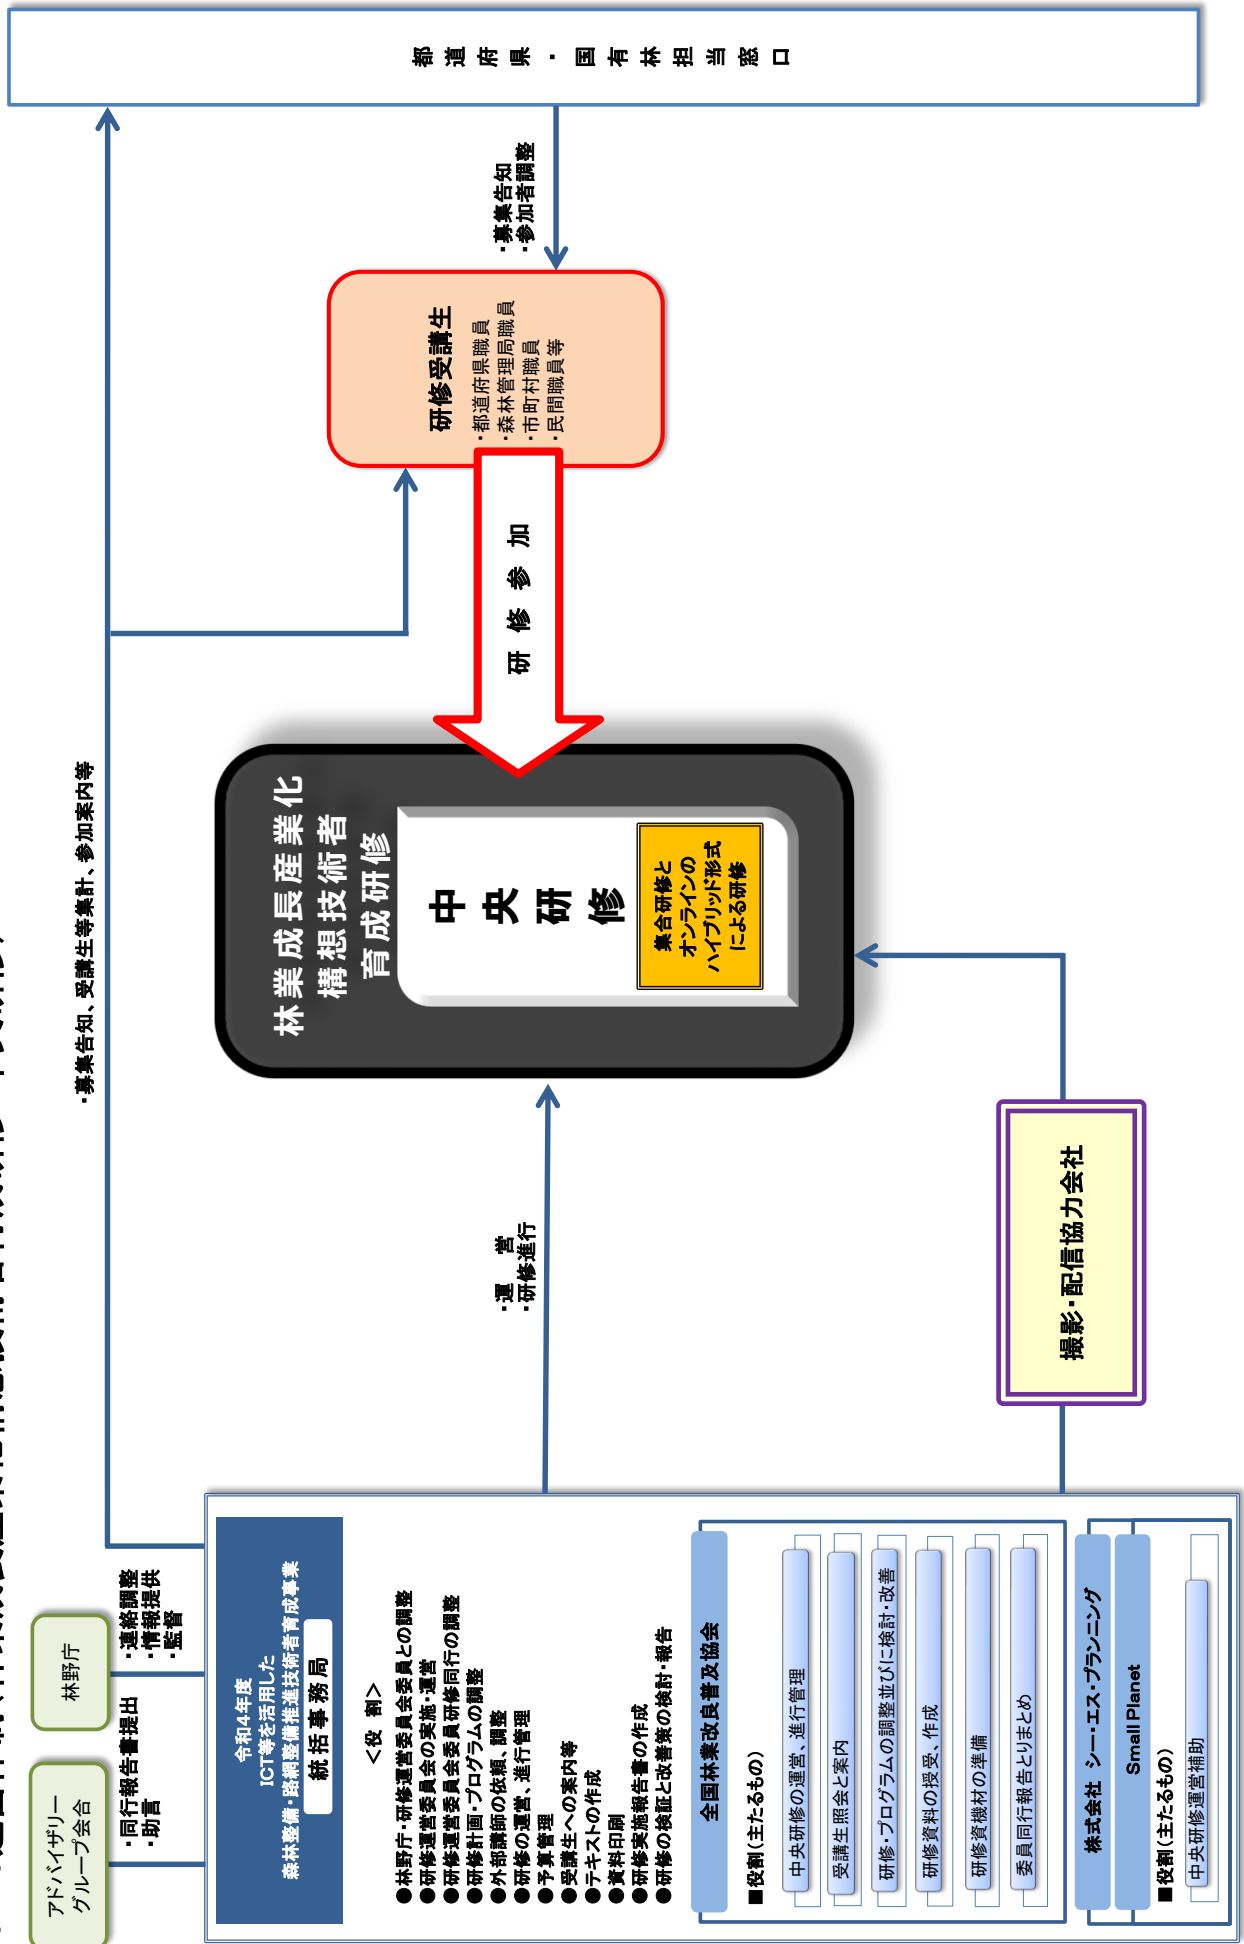 アドバイザリー
グループ会合
・同行報告書提出
・助言
林野庁
・連絡調整
・情報提供
・監督
・募集告知、受講生等集計、参加案内等
都道府県・国有林担当窓口
令和4年度
ICT等を活用した
森林整備・路網整備推進技術者育成事業
統括事務局
＜役 割＞
●林野庁・研修運営委員会委員との調整
●研修運営委員会の実施・運営
●研修運営委員会委員研修同行の調整
●研修計画・プログラムの調整
●外部講師の依頼、調整
●研修の運営、進行管理
●予算管理
●受講生への案内等
●テキストの作成
●資料印刷
●研修実施報告書の作成
●研修の検証と改善策の検討・報告
全国林業改良普及協会
■役割（主たるもの）
中央研修の運営、進行管理
受講生照会と案内
研修・プログラムの調整並びに検討・改善
研修資料の授受、作成
研修資機材の準備
委員同行報告とりまとめ
株式会社 シー・エス・プランニング
Small Planet
■役割（主たるもの）
中央研修運営補助
・運 営
・研修進行
林業成長産業化
構想技術者
育成研修
中央研修
集合研修と
オンラインの
ハイブリッド形式
による研修
研修参加
研修受講生
・都道府県職員
・森林管理局職員
・市町村職員
・民間職員等
・募集告知
・参加者調整
撮影・配信協力会社